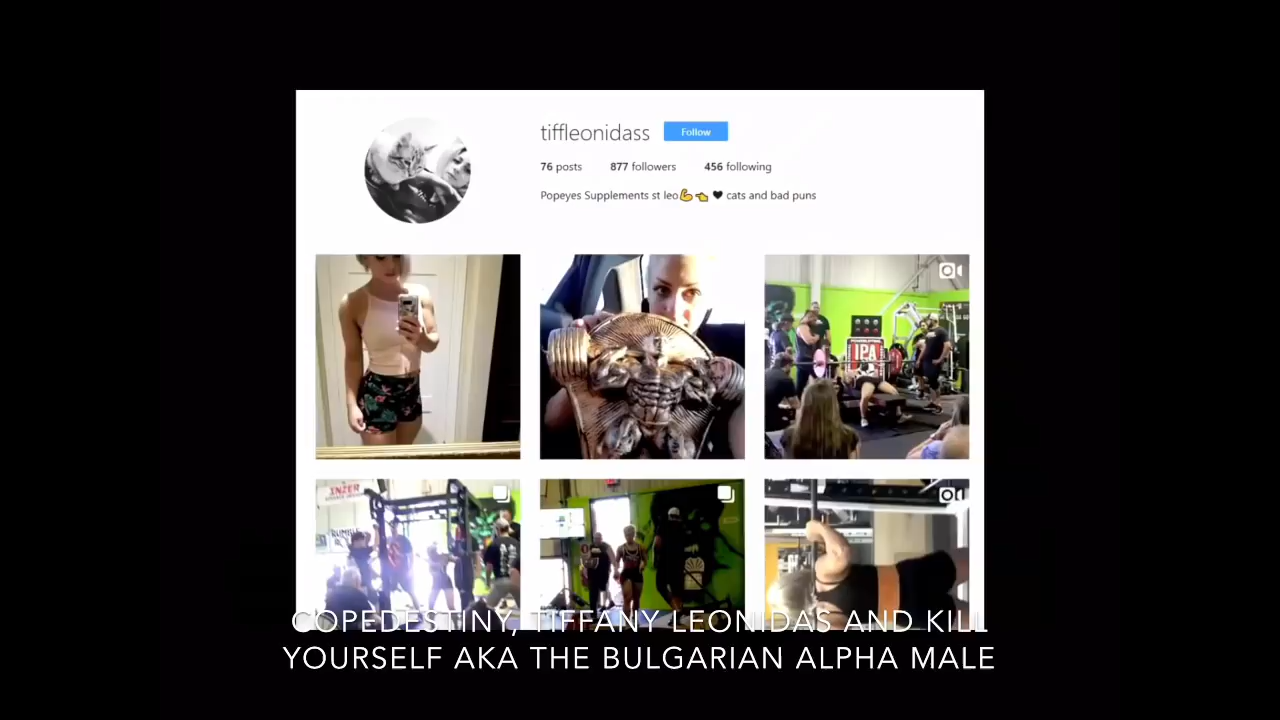 tiffleonidass Follow
76 posts 877 followers 456 following
Popeyes Supplements st leo💪👈 🖤 cats and bad puns
IPA
INZER
RUMBLE
COPEDESTINY, TIFFANY LEONIDAS AND KILL
YOURSELF AKA THE BULGARIAN ALPHA MALE